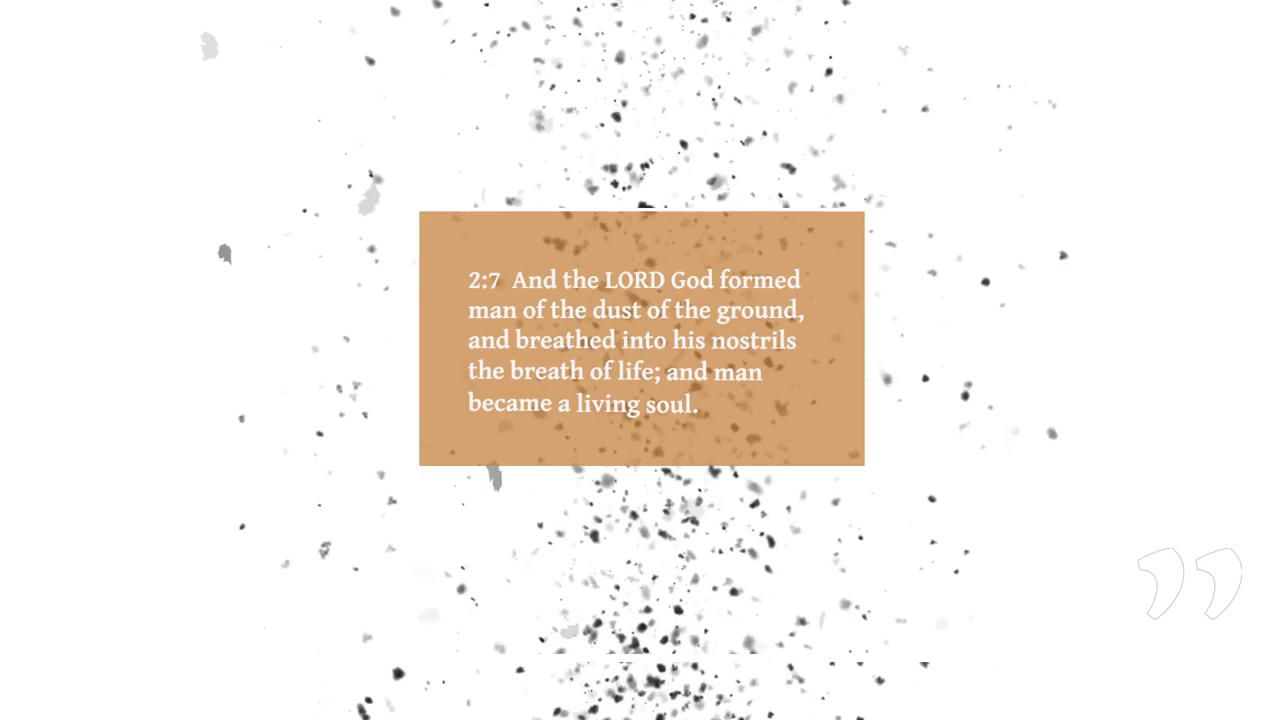 2:7 And the LORD God formed
man of the dust of the ground,
and breathed into his nostrils
the breath of life; and man
became a living soul.
”